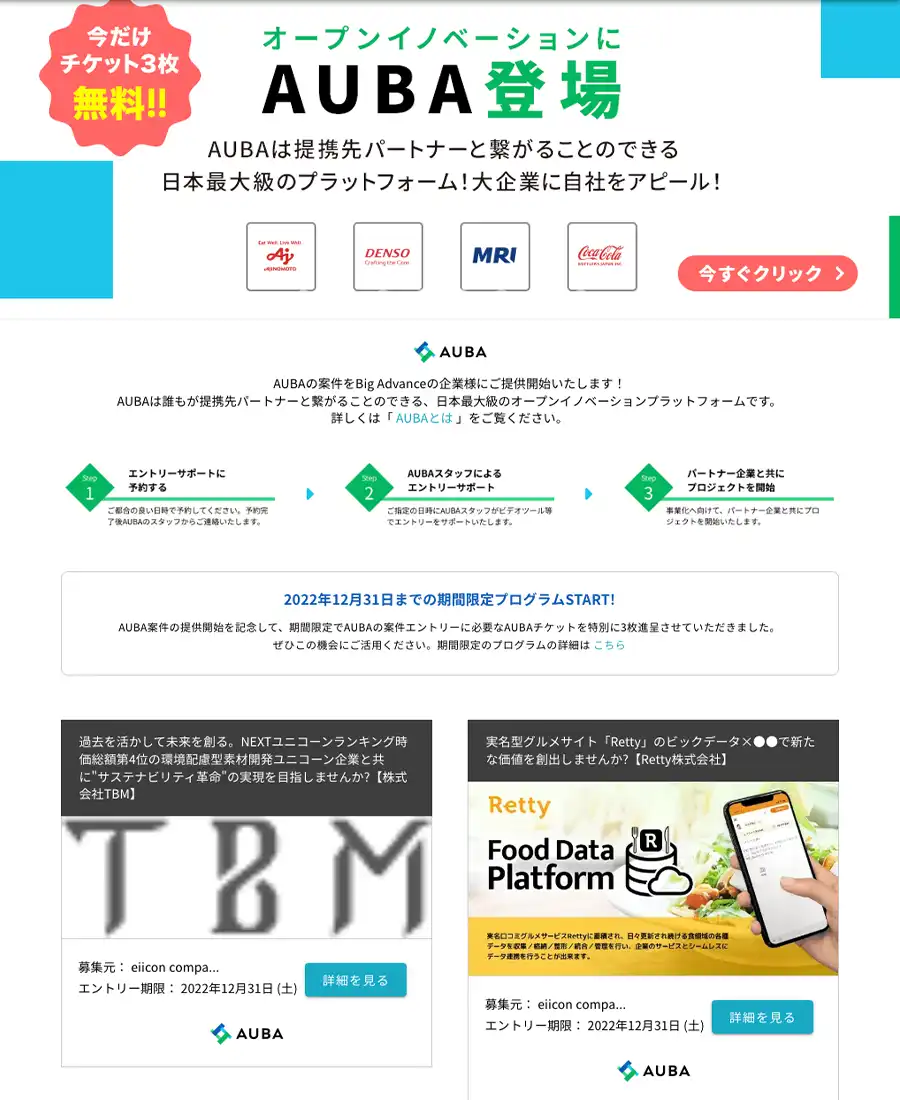 今だけ
チケット3枚
無料!!
オープンイノベーションに
AUBA登場
AUBAは提携先パートナーと繋がることのできる
日本最大級のプラットフォーム！大企業に自社をアピール！
Eat Well, Live Well.
AJINOMOTO
DENSO
Crafting the Core
MRI
Coca-Cola
BOTTLERS JAPAN INC.
今すぐクリック
AUBA
AUBAの案件をBig Advanceの企業様にご提供開始いたします！
AUBAは誰もが提携先パートナーと繋がることのできる、日本最大級のオープンイノベーションプラットフォームです。
詳しくは「 AUBAとは 」をご覧ください。
Step
1
エントリーサポートに
予約する
ご都合の良い日時で予約してください。予約完
了後AUBAのスタッフからご連絡いたします。
Step
2
AUBAスタッフによる
エントリーサポート
ご指定の日時にAUBAスタッフがビデオツール等
でエントリーをサポートいたします。
Step
3
パートナー企業と共に
プロジェクトを開始
事業化へ向けて、パートナー企業と共にプロ
ジェクトを開始いたします。
2022年12月31日までの期間限定プログラムSTART!
AUBA案件の提供開始を記念して、期間限定でAUBAの案件エントリーに必要なAUBAチケットを特別に3枚進呈させていただきました。
ぜひこの機会にご活用ください。期間限定のプログラムの詳細は こちら
過去を活かして未来を創る。NEXTユニコーンランキング時
価総額第4位の環境配慮型素材開発ユニコーン企業と共
に"サステナビリティ革命"の実現を目指しませんか?【株式
会社TBM】
TBM
募集元： eiicon compa...
エントリー期限： 2022年12月31日 (土)
詳細を見る
AUBA
実名型グルメサイト「Retty」のビックデータ×●●で新た
な価値を創出しませんか?【Retty株式会社】
Retty
Food Data
Platform
R
実名口コミグルメサービスRettyに蓄積され、日々更新され続ける食領域の各種
データを収集／格納／整形／統合／管理を行い、企業のサービスとシームレスに
データ連携を行うことが出来ます。
募集元： eiicon compa...
エントリー期限： 2022年12月31日 (土)
詳細を見る
AUBA